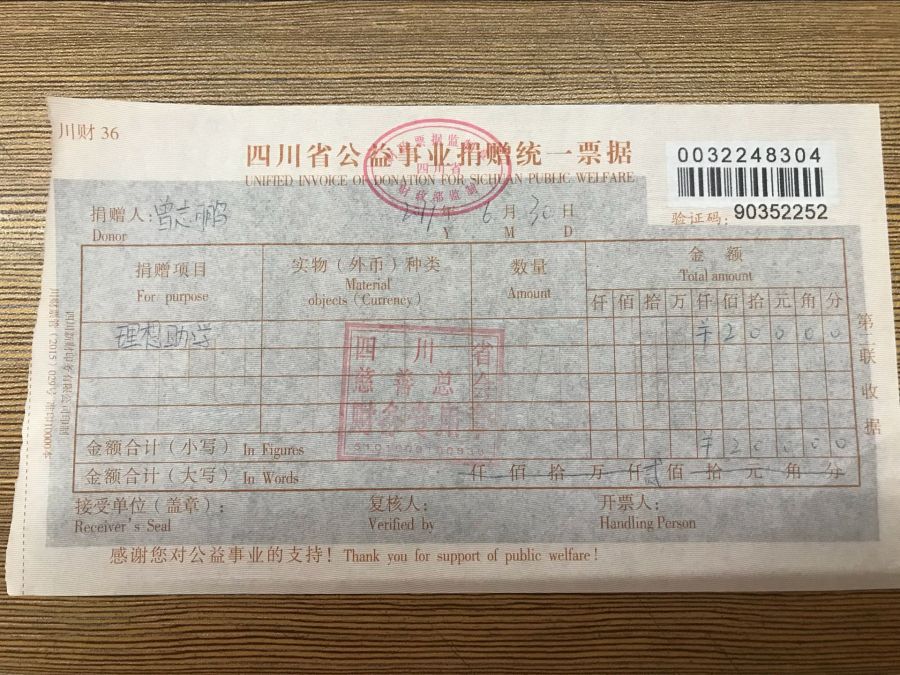 川财 36
四川省公益事业捐赠统一票据
UNIFIED INVOICE OF DONATION FOR SICHUAN PUBLIC WELFARE
0032248304
验证码: 90352252
捐赠人: 曾志鹏 年 6 月 30 日
Donor Y M D
捐赠项目 实物（外币）种类 数量 金额
For purpose Material objects (Currency) Amount Total amount
仟 佰 拾 万 仟 佰 拾 元 角 分
理想助学 ¥ 2 0 0 0 0
四川省
慈善总会
金额合计（小写）In Figures ¥ 2 0 0 0 0
金额合计（大写）In Words 仟 佰 拾 万 仟 贰 佰 拾 元 角 分
接受单位（盖章）: 复核人: 开票人:
Receiver's Seal Verified by Handling Person
感谢您对公益事业的支持！Thank you for support of public welfare!
第二联 收据